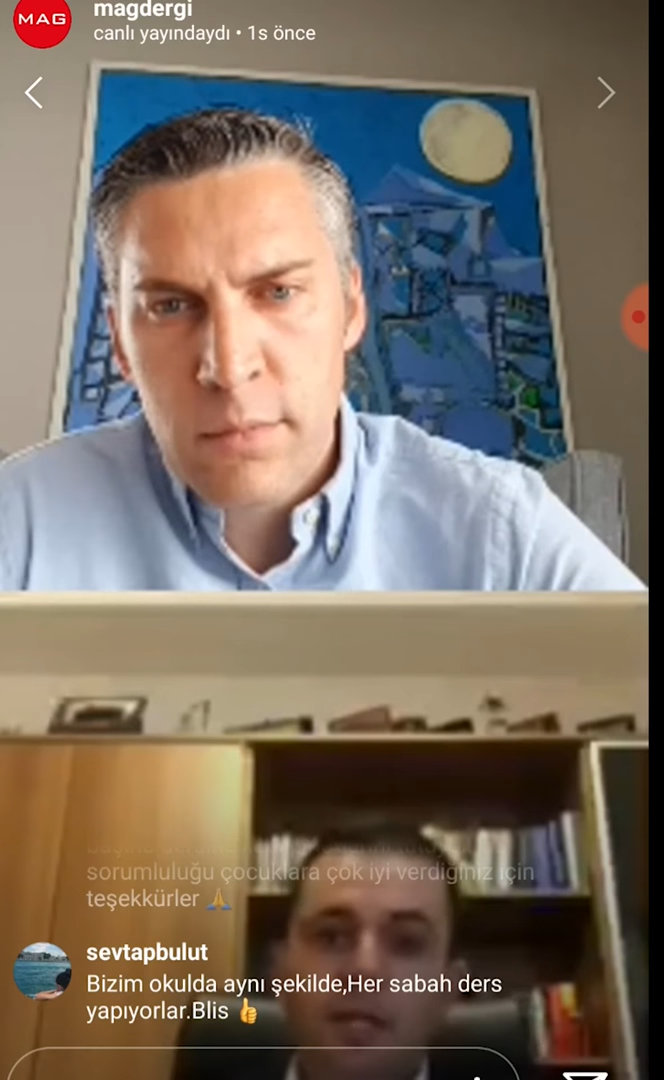 MAG
magdergi
canlı yayındaydı • 1s önce
sorumluluğu çocuklara çok iyi verdiğiniz için
teşekkürler 🙏
sevtapbulut
Bizim okulda aynı şekilde,Her sabah ders
yapıyorlar.Blis 👍